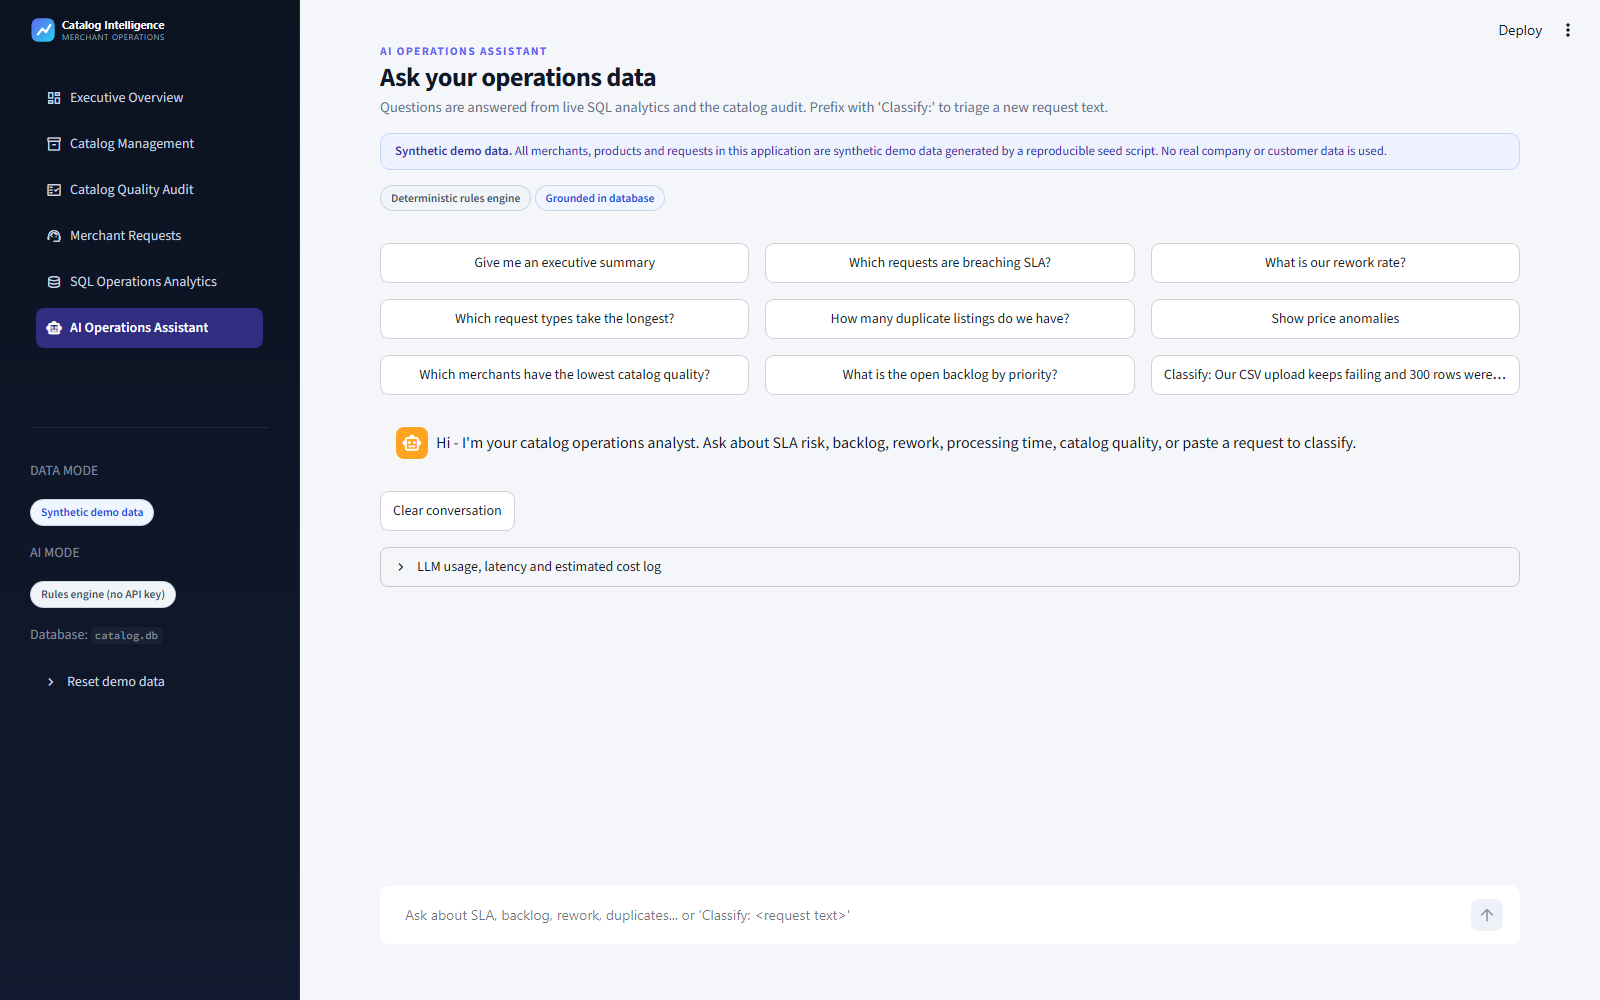 Catalog Intelligence
MERCHANT OPERATIONS
Executive Overview
Catalog Management
Catalog Quality Audit
Merchant Requests
SQL Operations Analytics
AI Operations Assistant
DATA MODE
Synthetic demo data
AI MODE
Rules engine (no API key)
Database: catalog.db
Reset demo data
Deploy
AI OPERATIONS ASSISTANT
Ask your operations data
Questions are answered from live SQL analytics and the catalog audit. Prefix with 'Classify:' to triage a new request text.
Synthetic demo data. All merchants, products and requests in this application are synthetic demo data generated by a reproducible seed script. No real company or customer data is used.
Deterministic rules engine
Grounded in database
Give me an executive summary
Which requests are breaching SLA?
What is our rework rate?
Which request types take the longest?
How many duplicate listings do we have?
Show price anomalies
Which merchants have the lowest catalog quality?
What is the open backlog by priority?
Classify: Our CSV upload keeps failing and 300 rows were...
Hi - I'm your catalog operations analyst. Ask about SLA risk, backlog, rework, processing time, catalog quality, or paste a request to classify.
Clear conversation
LLM usage, latency and estimated cost log
Ask about SLA, backlog, rework, duplicates... or 'Classify: <request text>'